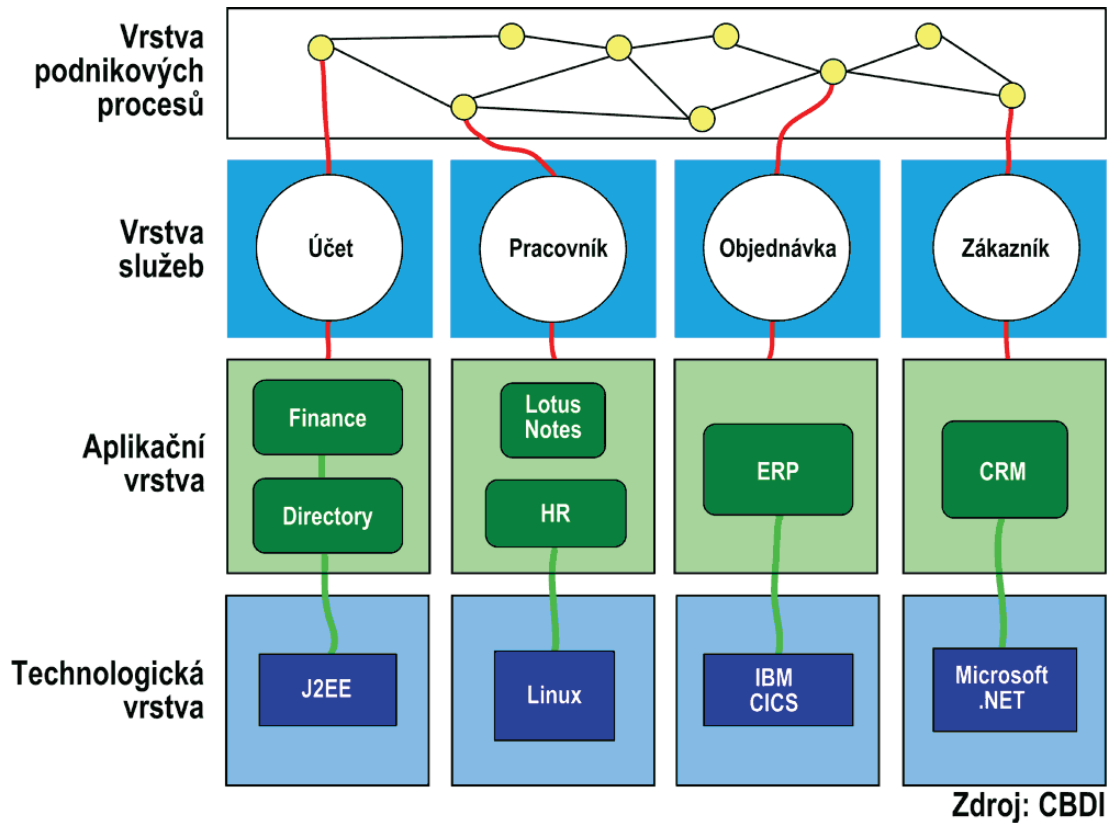 Vrstva
podnikových
procesů
Vrstva
služeb
Účet
Pracovník
Objednávka
Zákazník
Aplikační
vrstva
Finance
Directory
Lotus
Notes
HR
ERP
CRM
Technologická
vrstva
J2EE
Linux
IBM
CICS
Microsoft
.NET
Zdroj: CBDI